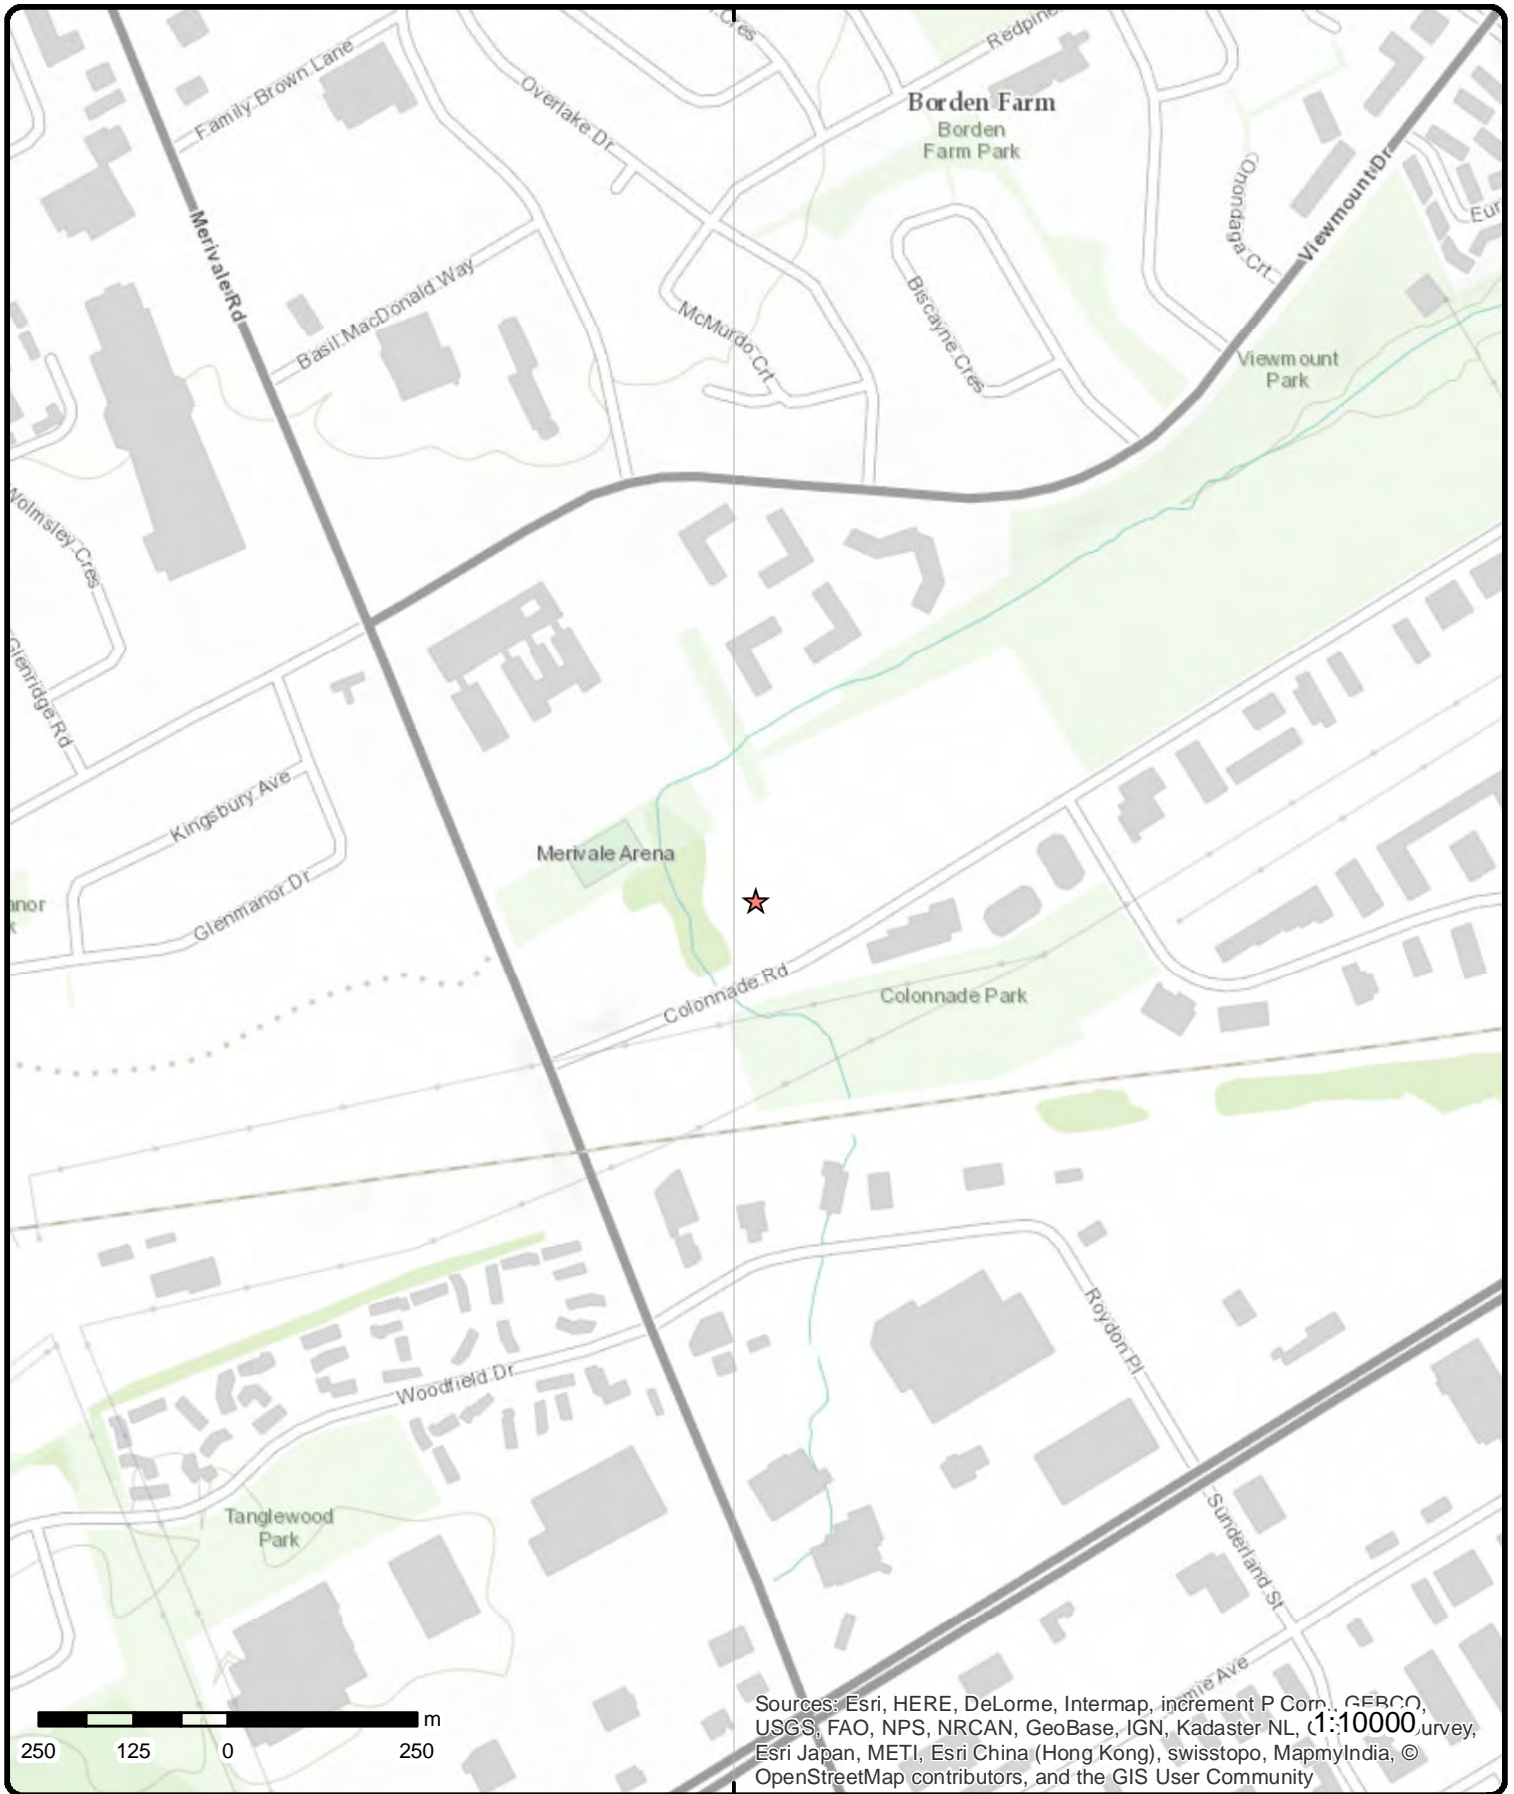 Cres
Redpine
Family Brown Lane
Overlake Dr
Borden Farm
Borden
Farm Park
Onondaga Crt
Viewmount Dr
Eur
Merivale Rd
Basil MacDonald Way
McMurdo Crt
Biscayne Cres
Viewmount
Park
Wolmsley Cres
Glenridge Rd
Kingsbury Ave
Merivale Arena
Glenmanor Dr
anor
k
Colonnade Rd
Colonnade Park
Roydon Pl
Woodfield Dr
Tanglewood
Park
Sunderland St
mie Ave
250 125 0 250
m
Sources: Esri, HERE, DeLorme, Intermap, increment P Corp., GEBCO,
USGS, FAO, NPS, NRCAN, GeoBase, IGN, Kadaster NL, urvey,
1:10000
Esri Japan, METI, Esri China (Hong Kong), swisstopo, MapmyIndia, ©
OpenStreetMap contributors, and the GIS User Community